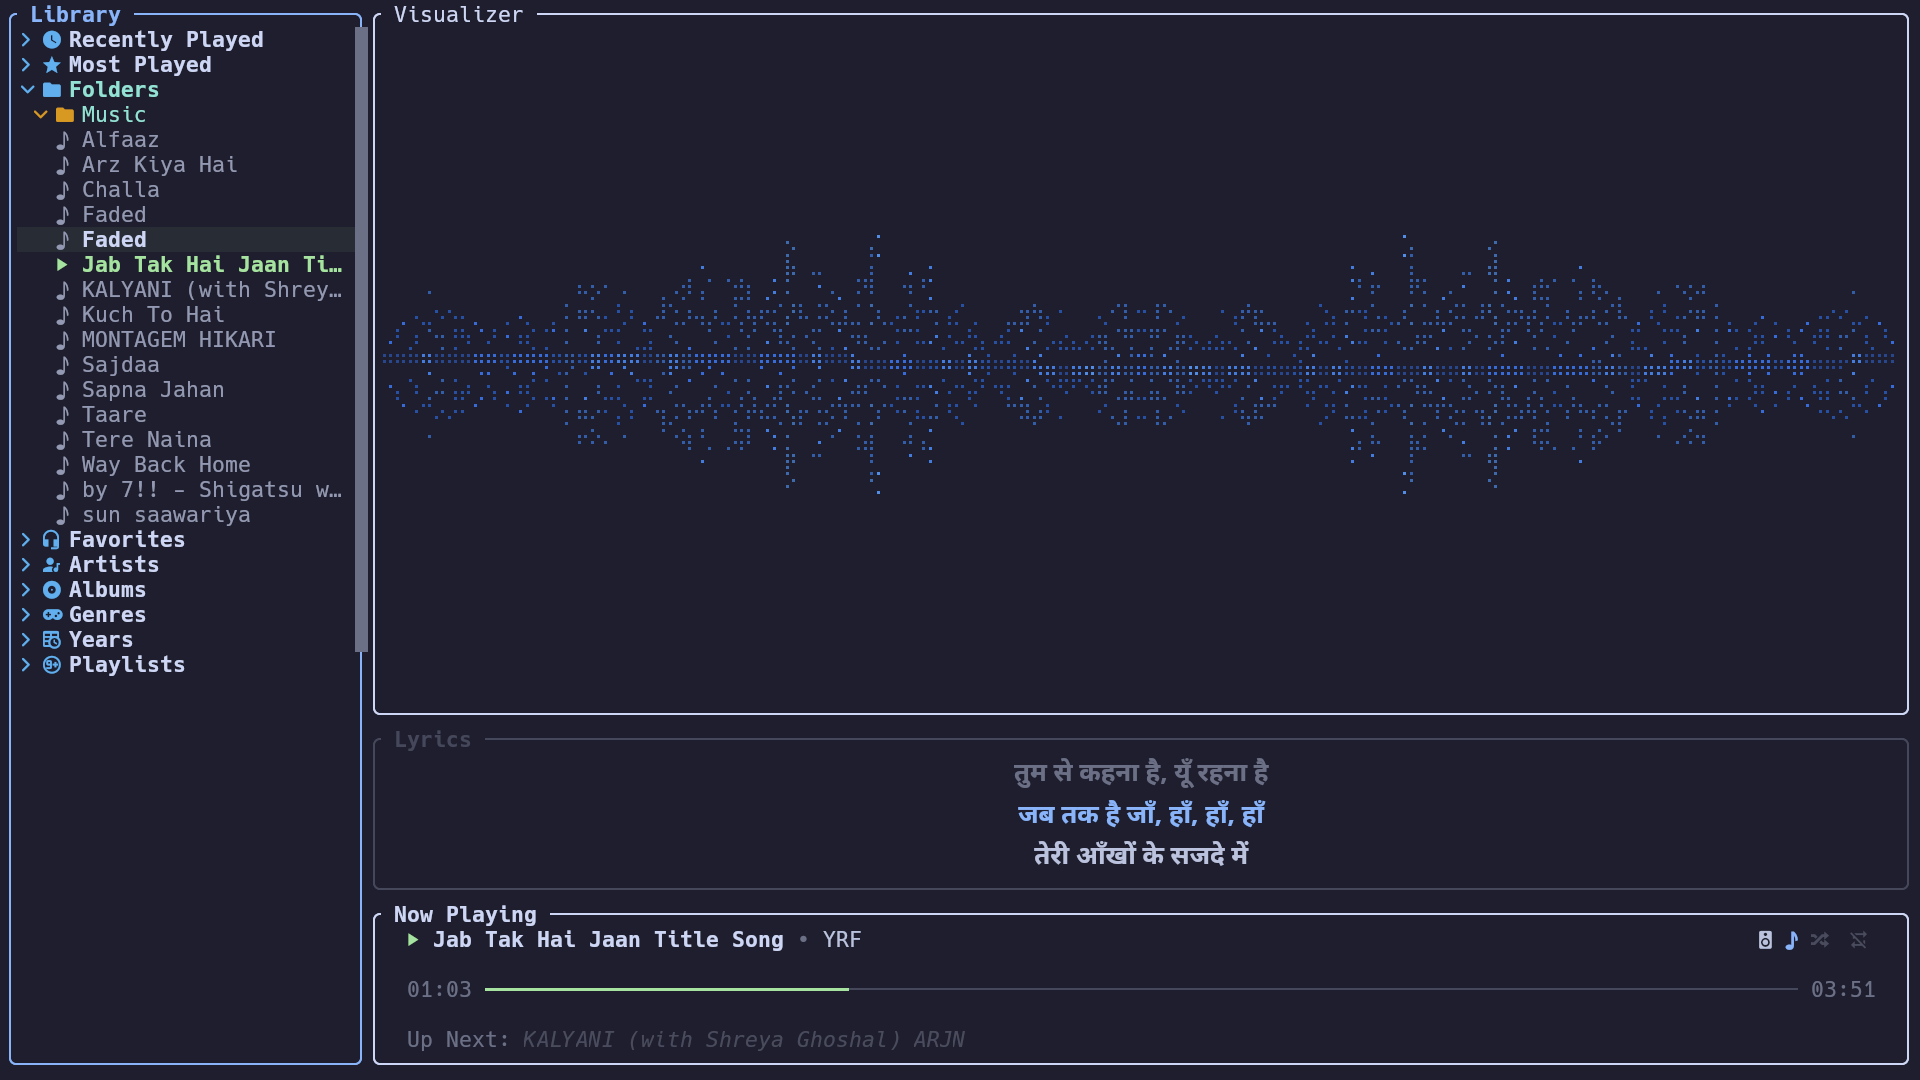 Library
Recently Played
Most Played
Folders
Music
Alfaaz
Arz Kiya Hai
Challa
Faded
Faded
Jab Tak Hai Jaan Ti…
KALYANI (with Shrey…
Kuch To Hai
MONTAGEM HIKARI
Sajdaa
Sapna Jahan
Taare
Tere Naina
Way Back Home
by 7!! – Shigatsu w…
sun saawariya
Favorites
Artists
Albums
Genres
Years
Playlists
Visualizer
Lyrics
तुम से कहना है, यूँ रहना है
जब तक है जाँ, हाँ, हाँ, हाँ
तेरी आँखों के सजदे में
Now Playing
Jab Tak Hai Jaan Title Song • YRF
01:03 03:51
Up Next: KALYANI (with Shreya Ghoshal) ARJN